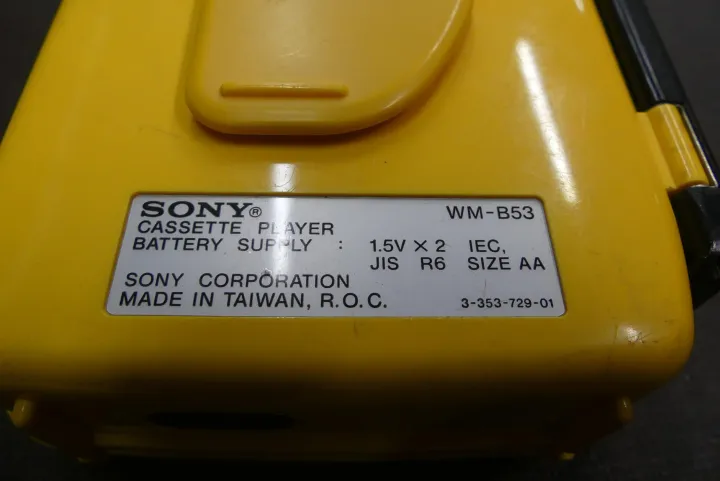 SONY® WM-B53
CASSETTE PLAYER
BATTERY SUPPLY : 1.5V × 2 IEC,
JIS R6 SIZE AA
SONY CORPORATION
MADE IN TAIWAN, R.O.C. 3-353-729-01